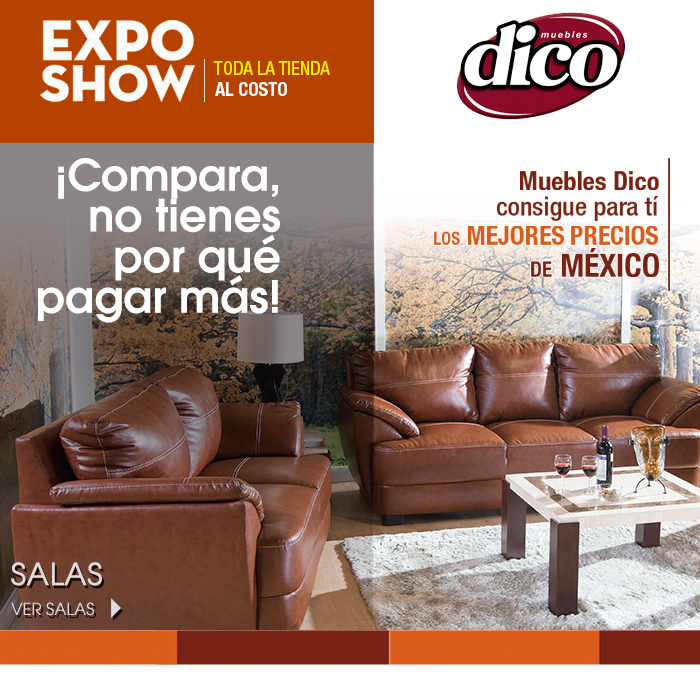 EXPO
SHOW
TODA LA TIENDA
AL COSTO
muebles
dico
¡Compara,
no tienes
por qué
pagar más!
Muebles Dico
consigue para tí
LOS MEJORES PRECIOS
DE MÉXICO
SALAS
VER SALAS